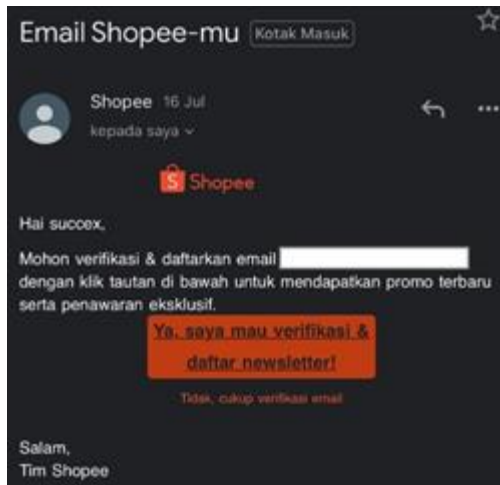 Email Shopee-mu Kotak Masuk
Shopee 16 Jul
kepada saya
S Shopee
Hai succex,
Mohon verifikasi & daftarkan email
dengan klik tautan di bawah untuk mendapatkan promo terbaru
serta penawaran eksklusif.
Ya, saya mau verifikasi &
daftar newsletter!
Tidak, cukup verifikasi email
Salam,
Tim Shopee